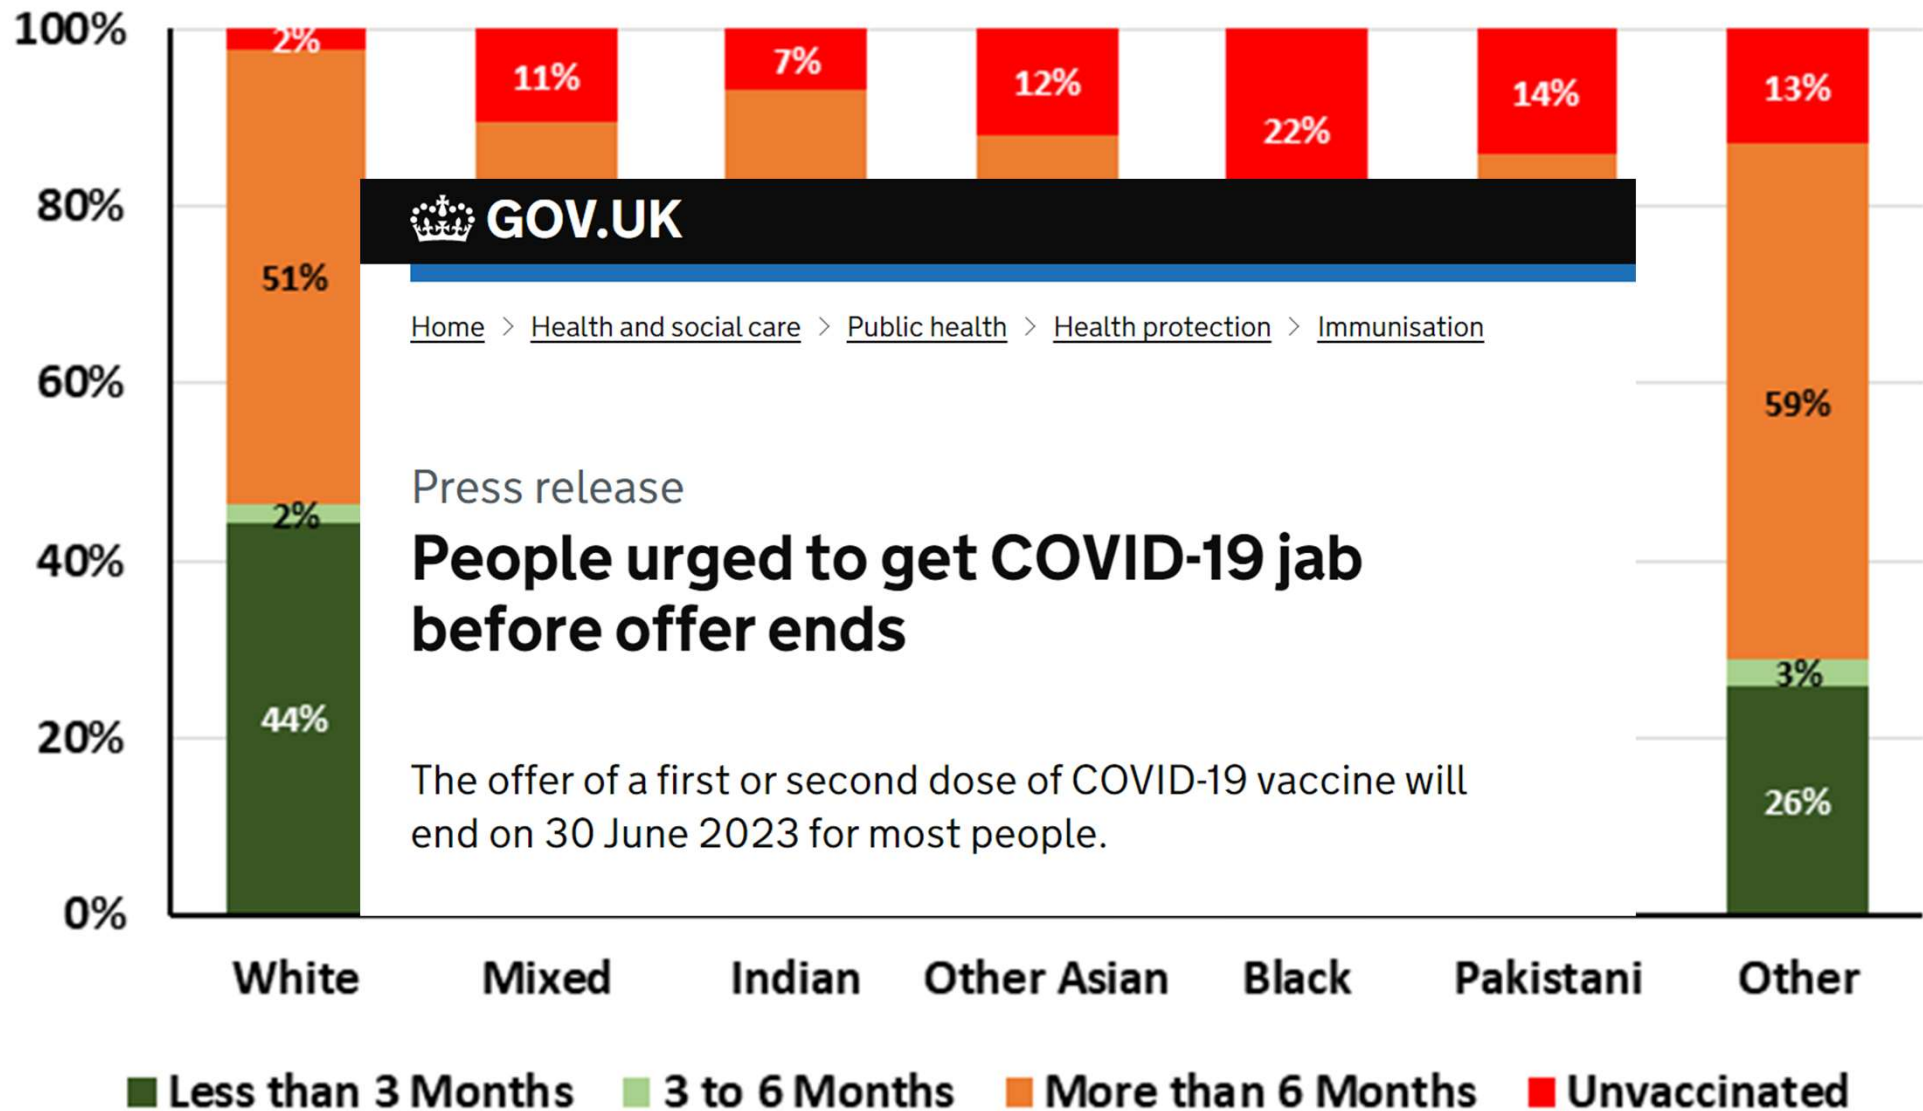 100%
2%
11%
7%
12%
22%
14%
13%
80%
GOV.UK
51%
Home > Health and social care > Public health > Health protection > Immunisation
60%
59%
Press release
2%
People urged to get COVID-19 jab
before offer ends
40%
3%
44%
20%
The offer of a first or second dose of COVID-19 vaccine will
end on 30 June 2023 for most people.
26%
0%
White Mixed Indian Other Asian Black Pakistani Other
Less than 3 Months 3 to 6 Months More than 6 Months Unvaccinated